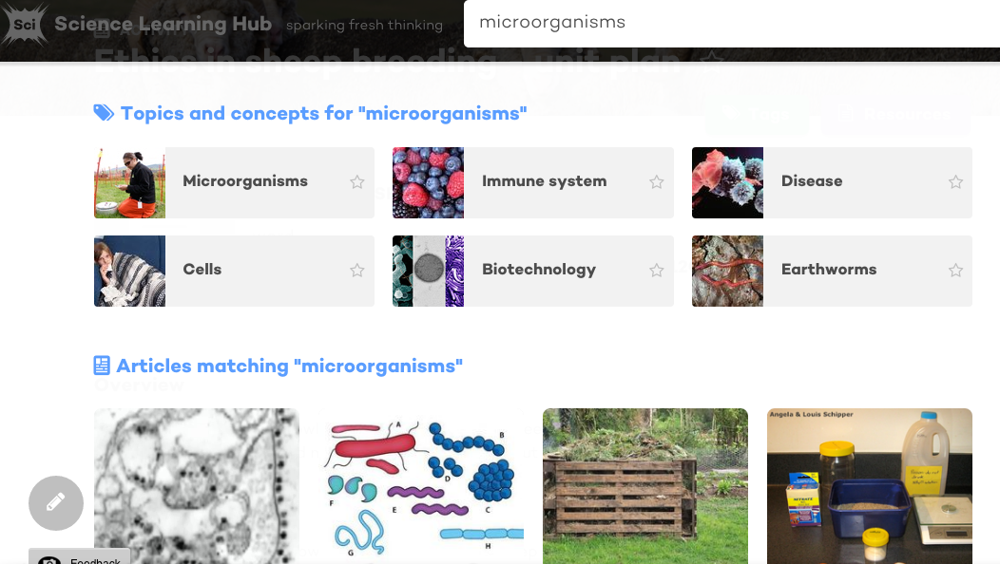 Sci Science Learning Hub sparking fresh thinking microorganisms
Ethics in sheep breeding – unit plan
Topics and concepts for "microorganisms"
Microorganisms
Immune system
Disease
Cells
Biotechnology
Earthworms
Articles matching "microorganisms"
Overview
A
B
D
F
E
C
G
H
Angela & Louis Schipper
NITRATE
Feedback